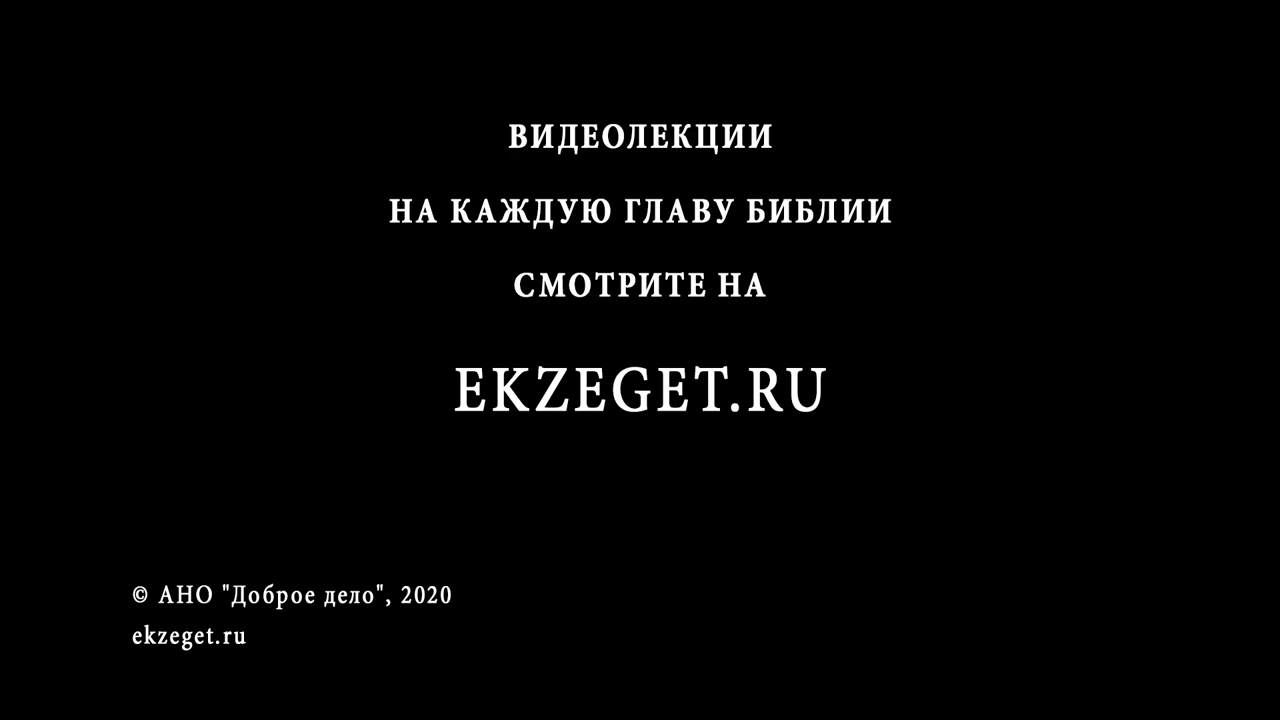 ВИДЕОЛЕКЦИИ
НА КАЖДУЮ ГЛАВУ БИБЛИИ
СМОТРИТЕ НА
EKZEGET.RU
© АНО "Доброе дело", 2020
ekzeget.ru